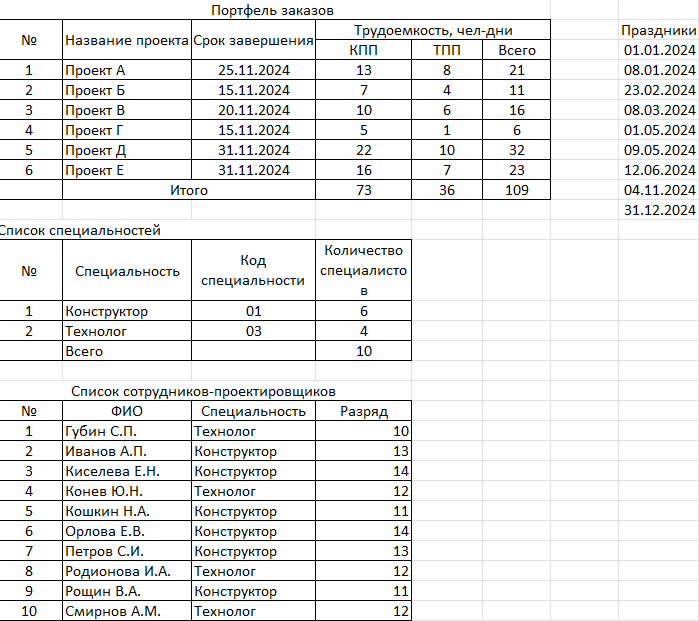 Портфель заказов
№ Название проекта Срок завершения Трудоемкость, чел-дни Праздники
КПП ТПП Всего 01.01.2024
1 Проект А 25.11.2024 13 8 21 08.01.2024
2 Проект Б 15.11.2024 7 4 11 23.02.2024
3 Проект В 20.11.2024 10 6 16 08.03.2024
4 Проект Г 15.11.2024 5 1 6 01.05.2024
5 Проект Д 31.11.2024 22 10 32 09.05.2024
6 Проект Е 31.11.2024 16 7 23 12.06.2024
Итого 73 36 109 04.11.2024
31.12.2024
Список специальностей
№ Специальность Код специальности Количество специалистов
1 Конструктор 01 6
2 Технолог 03 4
Всего 10
Список сотрудников-проектировщиков
№ ФИО Специальность Разряд
1 Губин С.П. Технолог 10
2 Иванов А.П. Конструктор 13
3 Киселева Е.Н. Конструктор 14
4 Конев Ю.Н. Технолог 12
5 Кошкин Н.А. Конструктор 11
6 Орлова Е.В. Конструктор 14
7 Петров С.И. Конструктор 13
8 Родионова И.А. Технолог 12
9 Рощин В.А. Конструктор 11
10 Смирнов А.М. Технолог 12